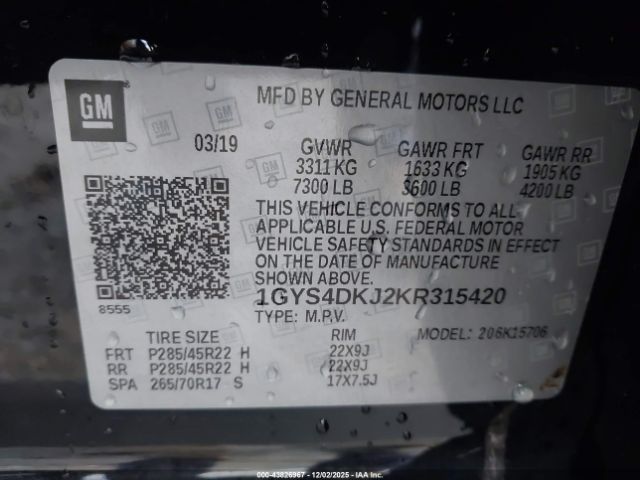 GM
MFD BY GENERAL MOTORS LLC
03/19 GVWR GAWR FRT GAWR RR
3311 KG 1633 KG 1905 KG
7300 LB 3600 LB 4200 LB
THIS VEHICLE CONFORMS TO ALL
APPLICABLE U.S. FEDERAL MOTOR
VEHICLE SAFETY STANDARDS IN EFFECT
ON THE DATE OF MANUFACTURE
SHOWN ABOVE.
1GYS4DKJ2KR315420
8555
TYPE: M.P.V. MODEL: 206K15706
TIRE SIZE RIM
FRT P285/45R22 H 22X9J
RR P285/45R22 H 22X9J
SPA 265/70R17 S 17X7.5J
000-43826967 - 12/02/2025 - IAAI.COM